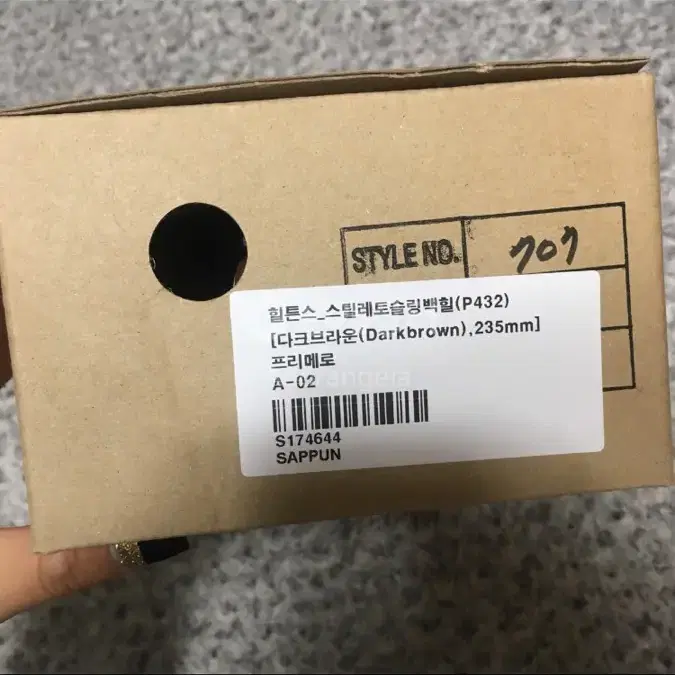 STYLE NO. 707
힐튼스_스틸레토슬링백힐(P432)
[다크브라운(Darkbrown),235mm]
프리메로
A-02
S174644
SAPPUN